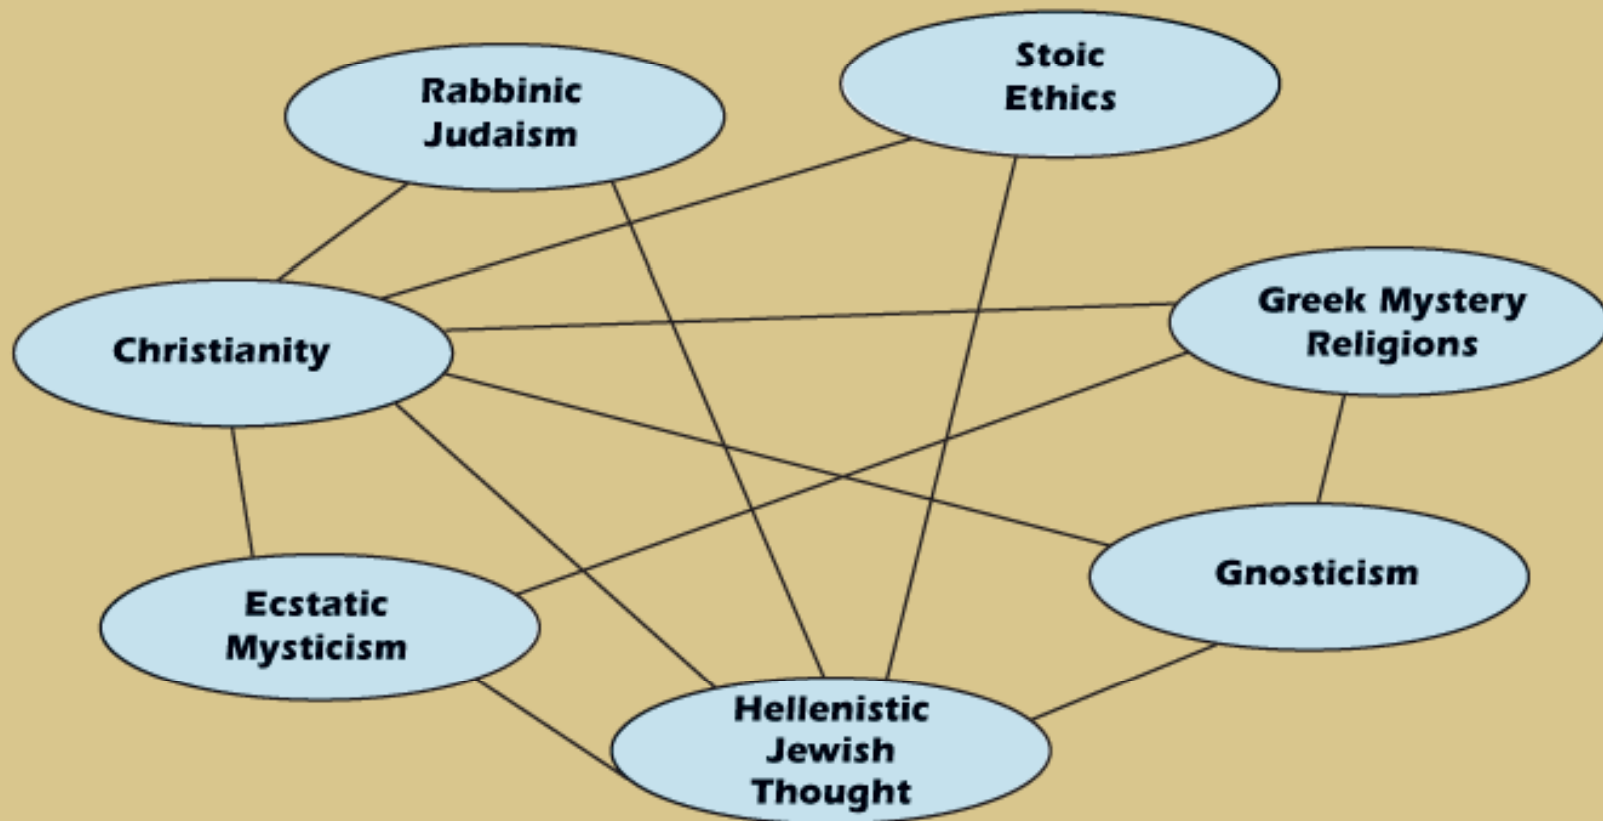 Rabbinic
Judaism
Stoic
Ethics
Christianity
Greek Mystery
Religions
Ecstatic
Mysticism
Gnosticism
Hellenistic
Jewish
Thought